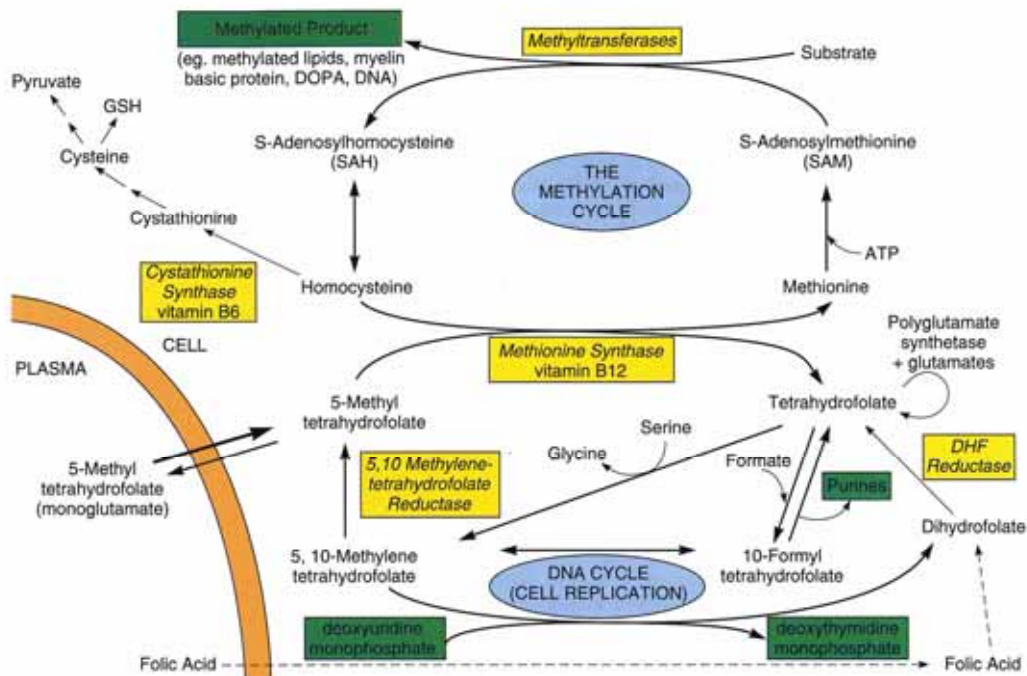 Methylated Product
(eg. methylated lipids, myelin
basic protein, DOPA, DNA)
Methyltransferases
Substrate
Pyruvate
GSH
Cysteine
Cystathionine
S-Adenosylhomocysteine
(SAH)
THE
METHYLATION
CYCLE
S-Adenosylmethionine
(SAM)
ATP
Cystathionine
Synthase
vitamin B6
Homocysteine
Methionine
CELL
PLASMA
Methionine Synthase
vitamin B12
Polyglutamate
synthetase
+ glutamates
5-Methyl
tetrahydrofolate
Tetrahydrofolate
5-Methyl
tetrahydrofolate
(monoglutamate)
5,10 Methylene-
tetrahydrofolate
Reductase
Glycine
Serine
Formate
Purines
DHF
Reductase
Dihydrofolate
5, 10-Methylene
tetrahydrofolate
DNA CYCLE
(CELL REPLICATION)
10-Formyl
tetrahydrofolate
deoxyuridine
monophosphate
deoxythymidine
monophosphate
Folic Acid
Folic Acid